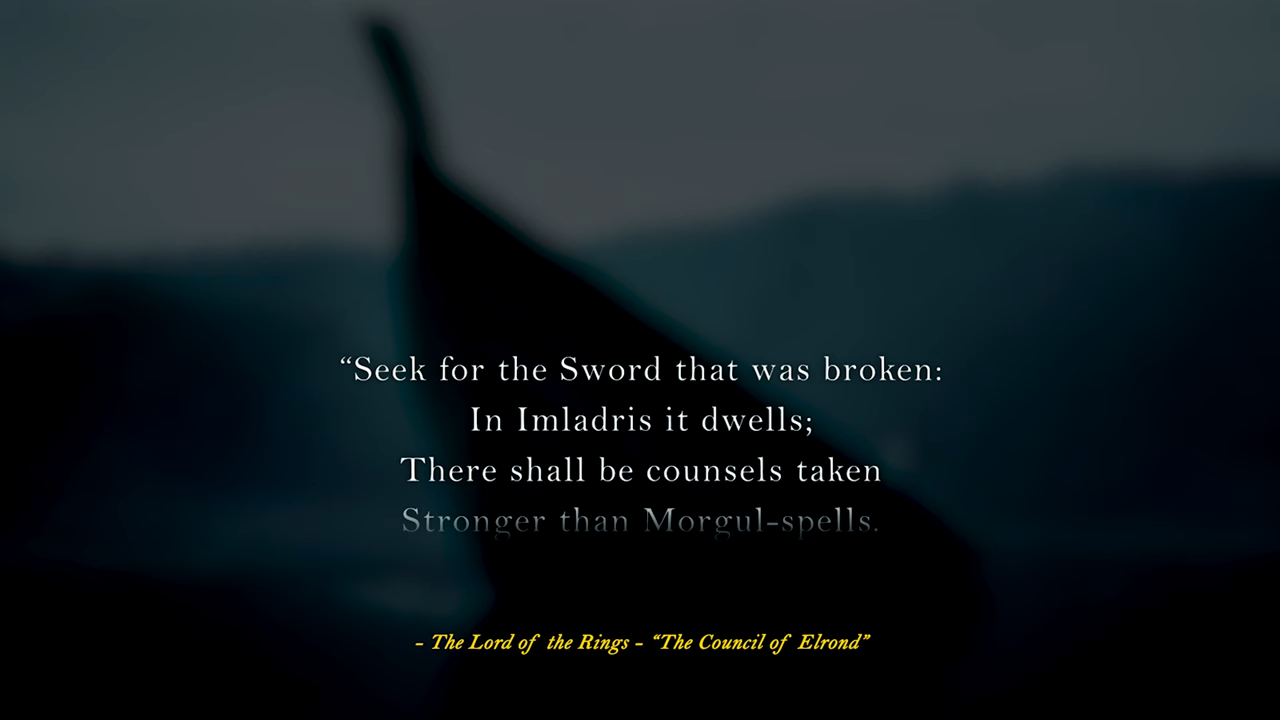 “Seek for the Sword that was broken:
In Imladris it dwells;
There shall be counsels taken
Stronger than Morgul-spells.
- The Lord of the Rings - “The Council of Elrond”